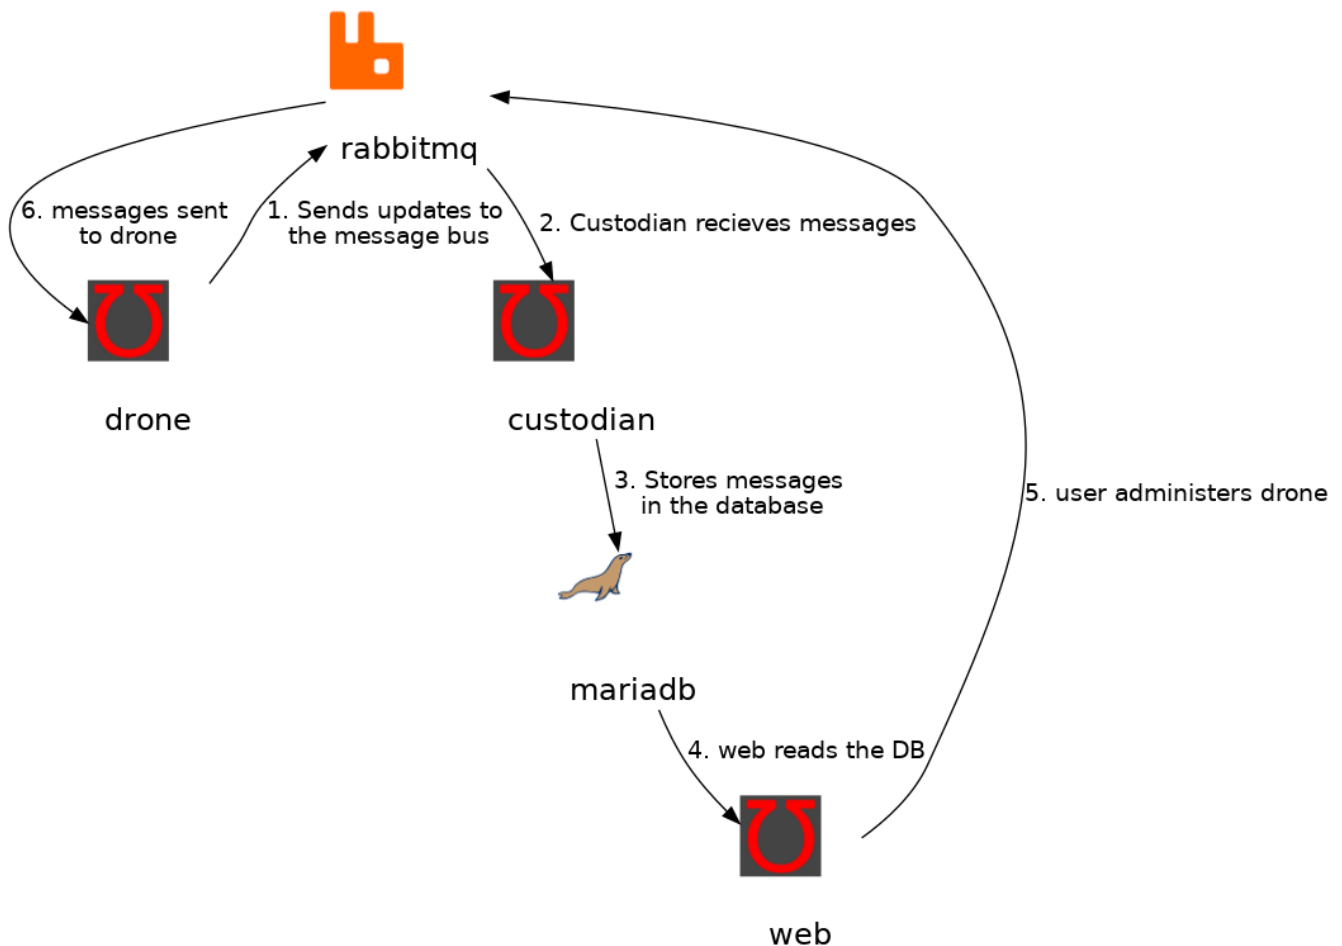 rabbitmq
6. messages sent
to drone
1. Sends updates to
the message bus
2. Custodian recieves messages
drone
custodian
3. Stores messages
in the database
5. user administers drone
mariadb
4. web reads the DB
web